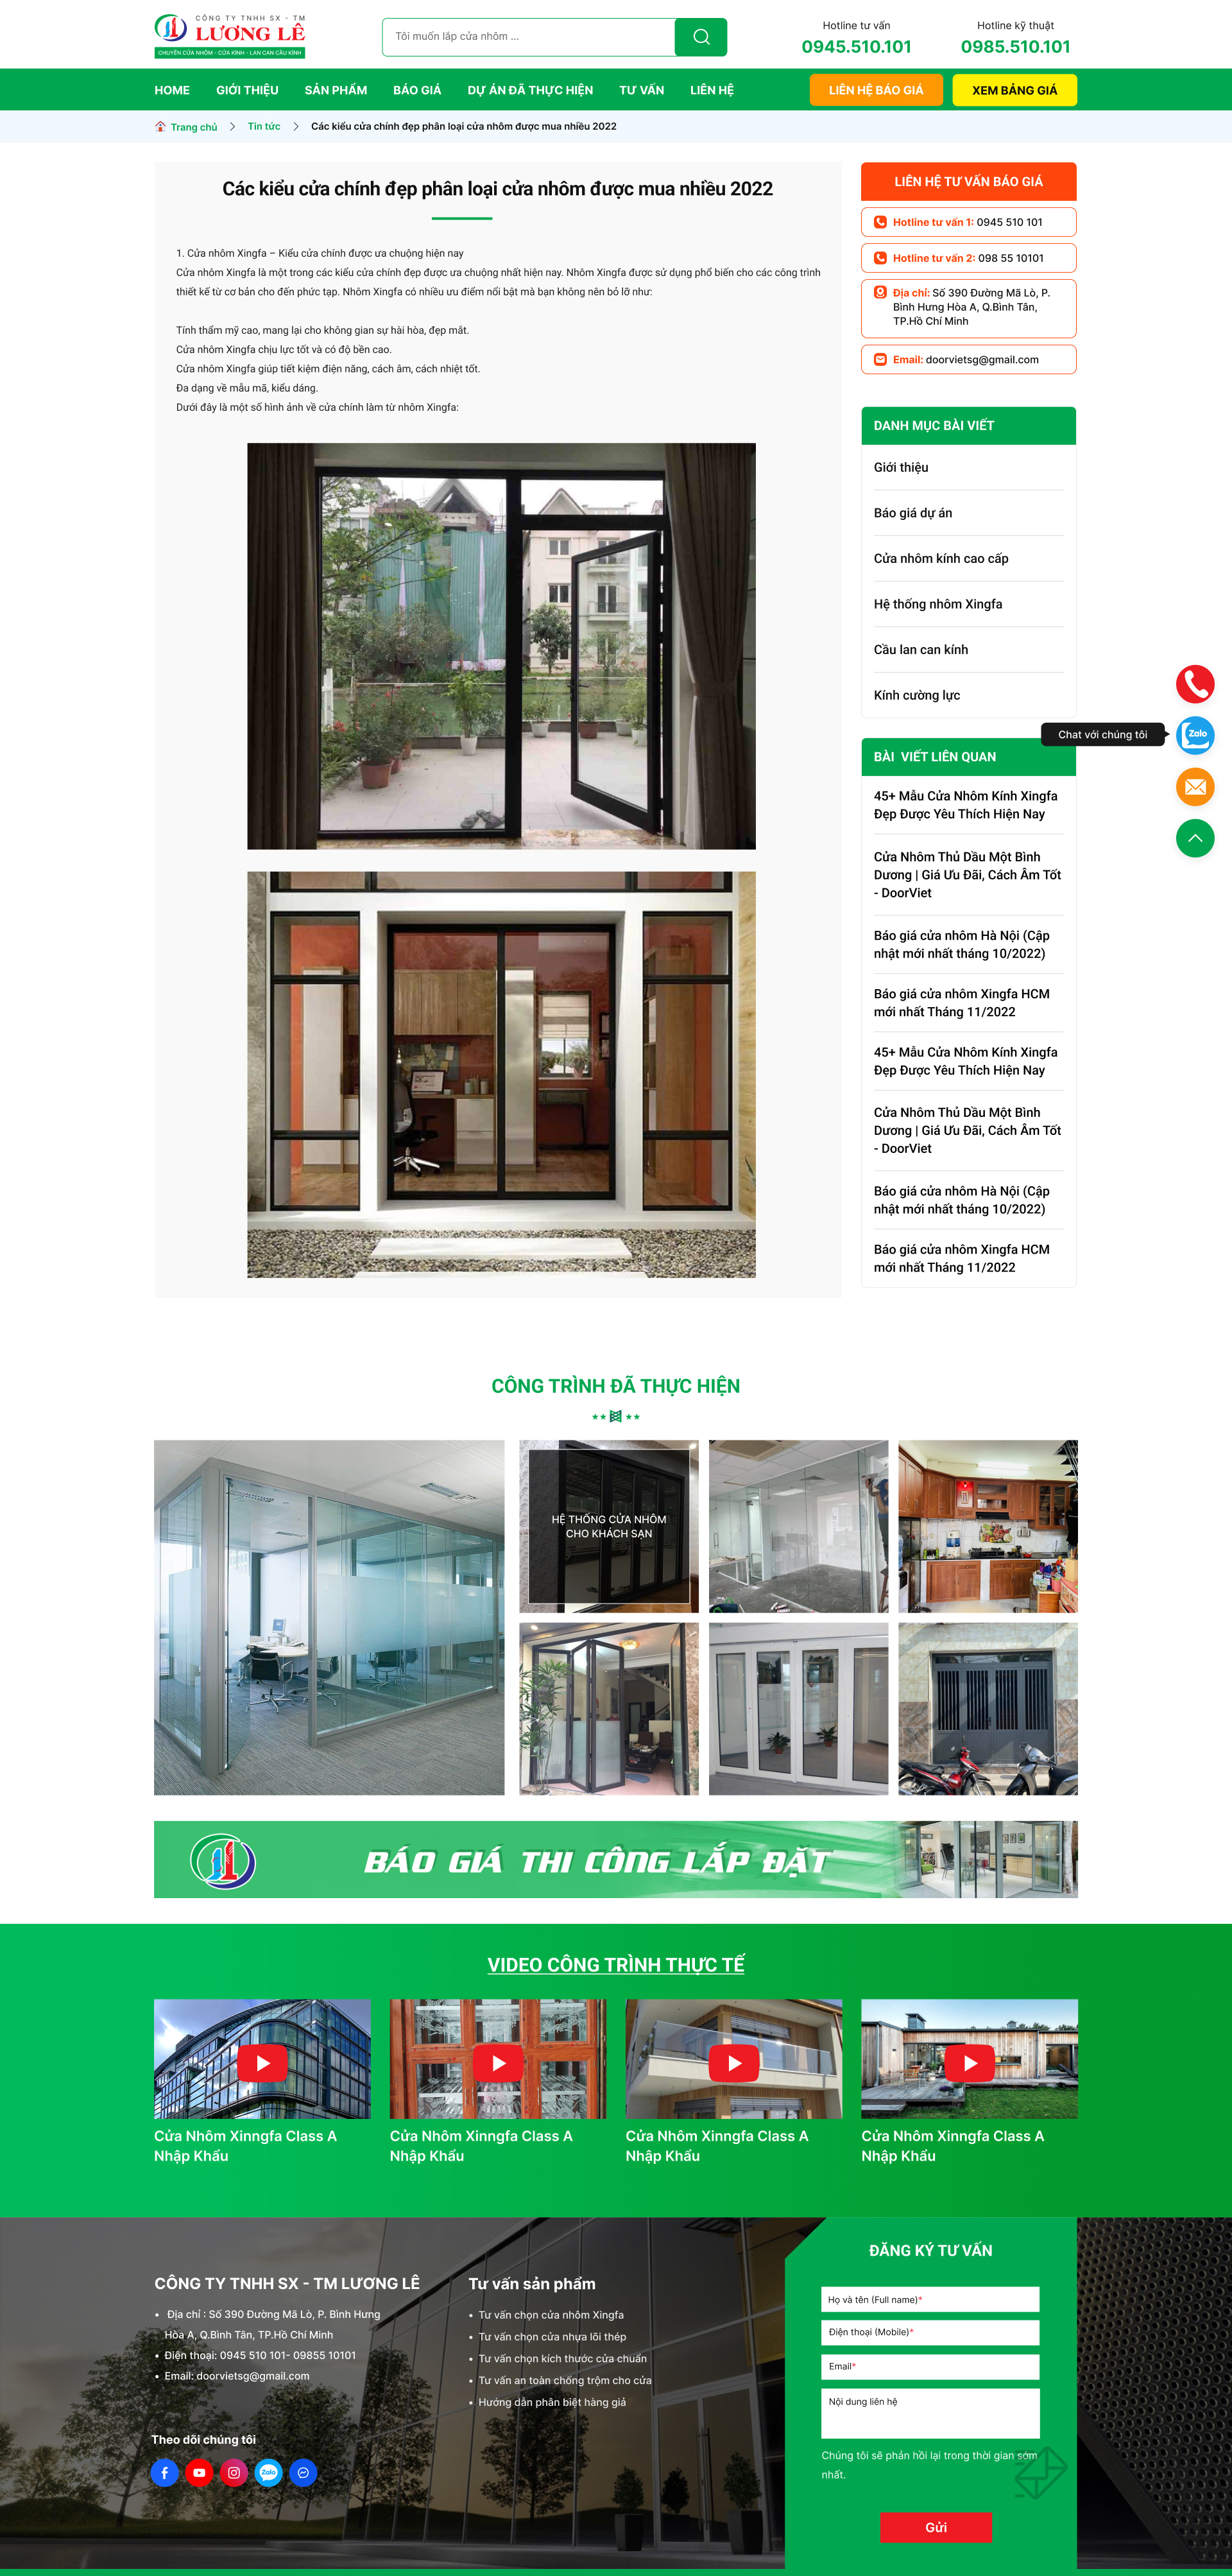 CÔNG TY TNHH SX - TM
LƯƠNG LÊ
CHUYÊN CỬA NHÔM - CỬA KÍNH - LAN CAN CẦU KÍNH
Tôi muốn lắp cửa nhôm ...
Hotline tư vấn
0945.510.101
Hotline kỹ thuật
0985.510.101
HOME GIỚI THIỆU SẢN PHẨM BÁO GIÁ DỰ ÁN ĐÃ THỰC HIỆN TƯ VẤN LIÊN HỆ LIÊN HỆ BÁO GIÁ XEM BẢNG GIÁ
Trang chủ Tin tức Các kiểu cửa chính đẹp phân loại cửa nhôm được mua nhiều 2022
Các kiểu cửa chính đẹp phân loại cửa nhôm được mua nhiều 2022
1. Cửa nhôm Xingfa – Kiểu cửa chính được ưa chuộng hiện nay
Cửa nhôm Xingfa là một trong các kiểu cửa chính đẹp được ưa chuộng nhất hiện nay. Nhôm Xingfa được sử dụng phổ biến cho các công trình
thiết kế từ cơ bản cho đến phức tạp. Nhôm Xingfa có nhiều ưu điểm nổi bật mà bạn không nên bỏ lỡ như:
Tính thẩm mỹ cao, mang lại cho không gian sự hài hòa, đẹp mắt.
Cửa nhôm Xingfa chịu lực tốt và có độ bền cao.
Cửa nhôm Xingfa giúp tiết kiệm điện năng, cách âm, cách nhiệt tốt.
Đa dạng về mẫu mã, kiểu dáng.
Dưới đây là một số hình ảnh về cửa chính làm từ nhôm Xingfa:
LIÊN HỆ TƯ VẤN BÁO GIÁ
Hotline tư vấn 1: 0945 510 101
Hotline tư vấn 2: 098 55 10101
Địa chỉ: Số 390 Đường Mã Lò, P.
Bình Hưng Hòa A, Q.Bình Tân,
TP.Hồ Chí Minh
Email: doorvietsg@gmail.com
DANH MỤC BÀI VIẾT
Giới thiệu
Báo giá dự án
Cửa nhôm kính cao cấp
Hệ thống nhôm Xingfa
Cầu lan can kính
Kính cường lực
Chat với chúng tôi
Zalo
BÀI VIẾT LIÊN QUAN
45+ Mẫu Cửa Nhôm Kính Xingfa
Đẹp Được Yêu Thích Hiện Nay
Cửa Nhôm Thủ Dầu Một Bình
Dương | Giá Ưu Đãi, Cách Âm Tốt
- DoorViet
Báo giá cửa nhôm Hà Nội (Cập
nhật mới nhất tháng 10/2022)
Báo giá cửa nhôm Xingfa HCM
mới nhất Tháng 11/2022
45+ Mẫu Cửa Nhôm Kính Xingfa
Đẹp Được Yêu Thích Hiện Nay
Cửa Nhôm Thủ Dầu Một Bình
Dương | Giá Ưu Đãi, Cách Âm Tốt
- DoorViet
Báo giá cửa nhôm Hà Nội (Cập
nhật mới nhất tháng 10/2022)
Báo giá cửa nhôm Xingfa HCM
mới nhất Tháng 11/2022
CÔNG TRÌNH ĐÃ THỰC HIỆN
HỆ THỐNG CỬA NHÔM
CHO KHÁCH SẠN
BÁO GIÁ THI CÔNG LẮP ĐẶT
VIDEO CÔNG TRÌNH THỰC TẾ
Cửa Nhôm Xinngfa Class A
Nhập Khẩu
Cửa Nhôm Xinngfa Class A
Nhập Khẩu
Cửa Nhôm Xinngfa Class A
Nhập Khẩu
Cửa Nhôm Xinngfa Class A
Nhập Khẩu
CÔNG TY TNHH SX - TM LƯƠNG LÊ
• Địa chỉ : Số 390 Đường Mã Lò, P. Bình Hưng
Hòa A, Q.Bình Tân, TP.Hồ Chí Minh
• Điện thoại: 0945 510 101- 09855 10101
• Email: doorvietsg@gmail.com
Theo dõi chúng tôi
Zalo
Tư vấn sản phẩm
• Tư vấn chọn cửa nhôm Xingfa
• Tư vấn chọn cửa nhựa lõi thép
• Tư vấn chọn kích thước cửa chuẩn
• Tư vấn an toàn chống trộm cho cửa
• Hướng dẫn phân biệt hàng giả
ĐĂNG KÝ TƯ VẤN
Họ và tên (Full name)*
Điện thoại (Mobile)*
Email*
Nội dung liên hệ
Chúng tôi sẽ phản hồi lại trong thời gian sớm
nhất.
Gửi